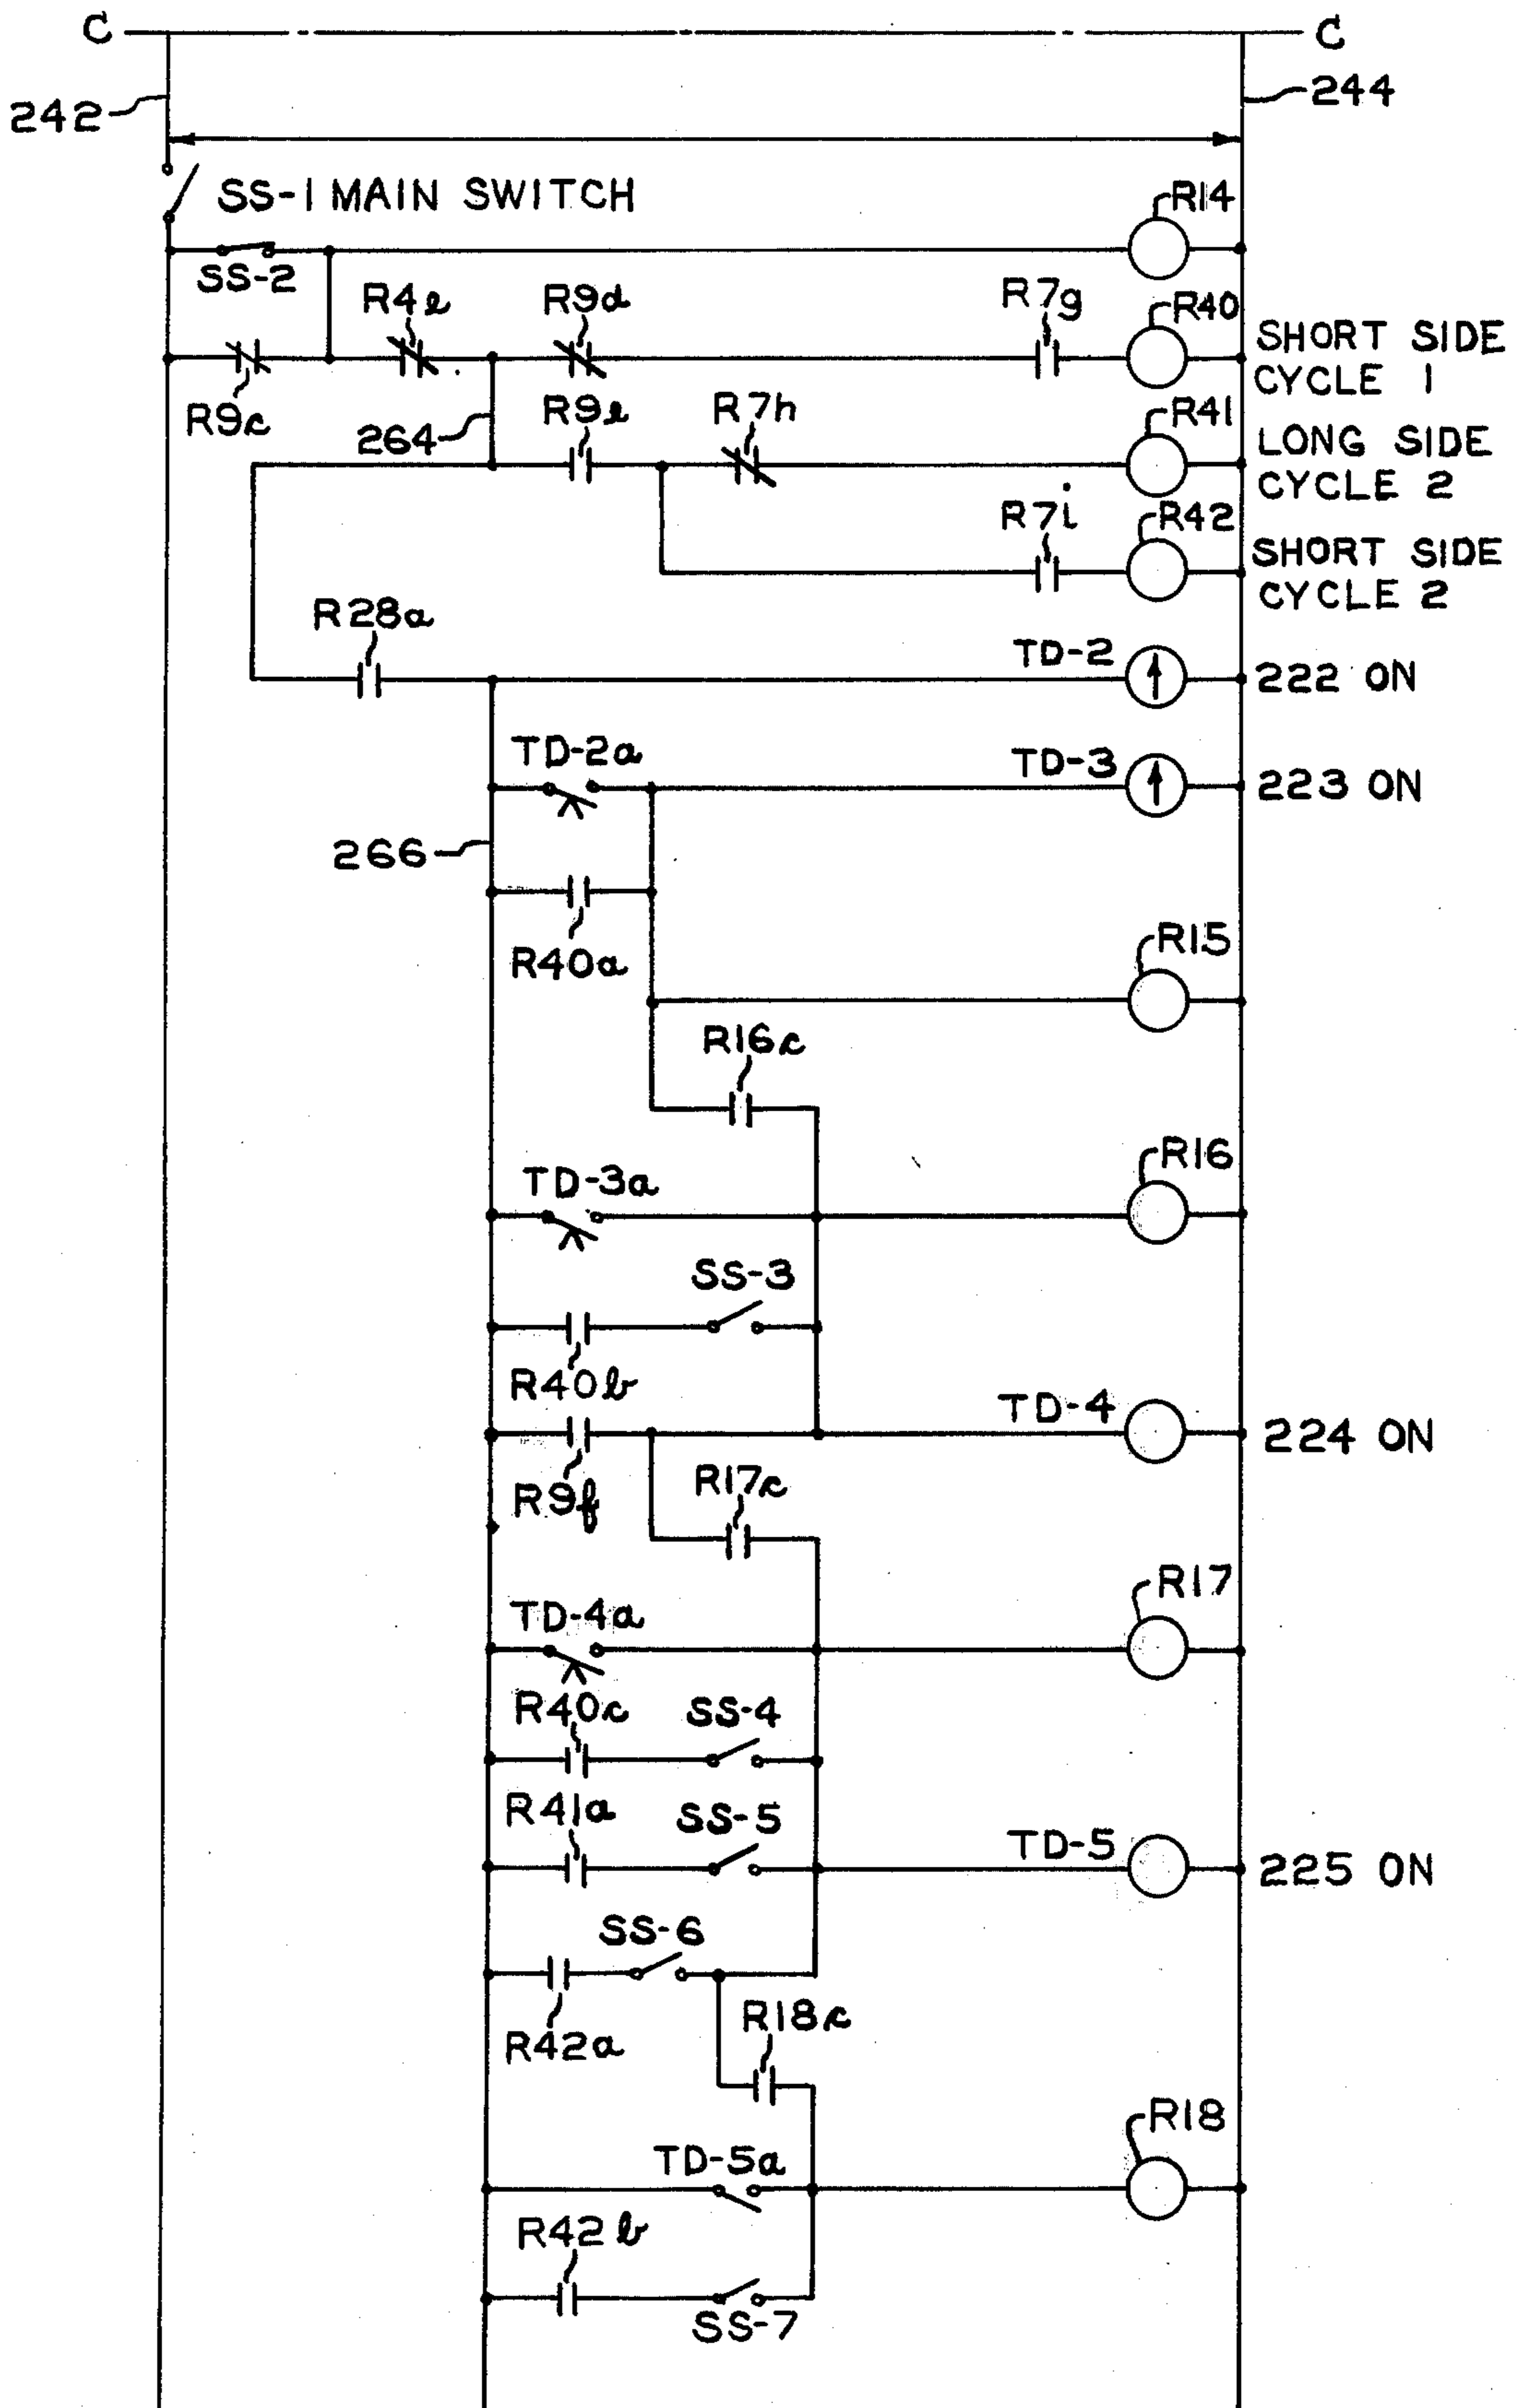 C C
242 244
SS-1 MAIN SWITCH
R14
SS-2
R4e R9d R7g R40
SHORT SIDE
CYCLE 1
R9c
264
R9e R7h R41
LONG SIDE
CYCLE 2
R7i R42
SHORT SIDE
CYCLE 2
R28a
TD-2 222 ON
TD-2a TD-3 223 ON
266
R40a
R15
R16c
R16
TD-3a
SS-3
R40b
TD-4 224 ON
R9f
R17c
R17
TD-4a
R40c SS-4
R41a SS-5
TD-5 225 ON
SS-6
R42a
R18c
R18
TD-5a
R42b
SS-7